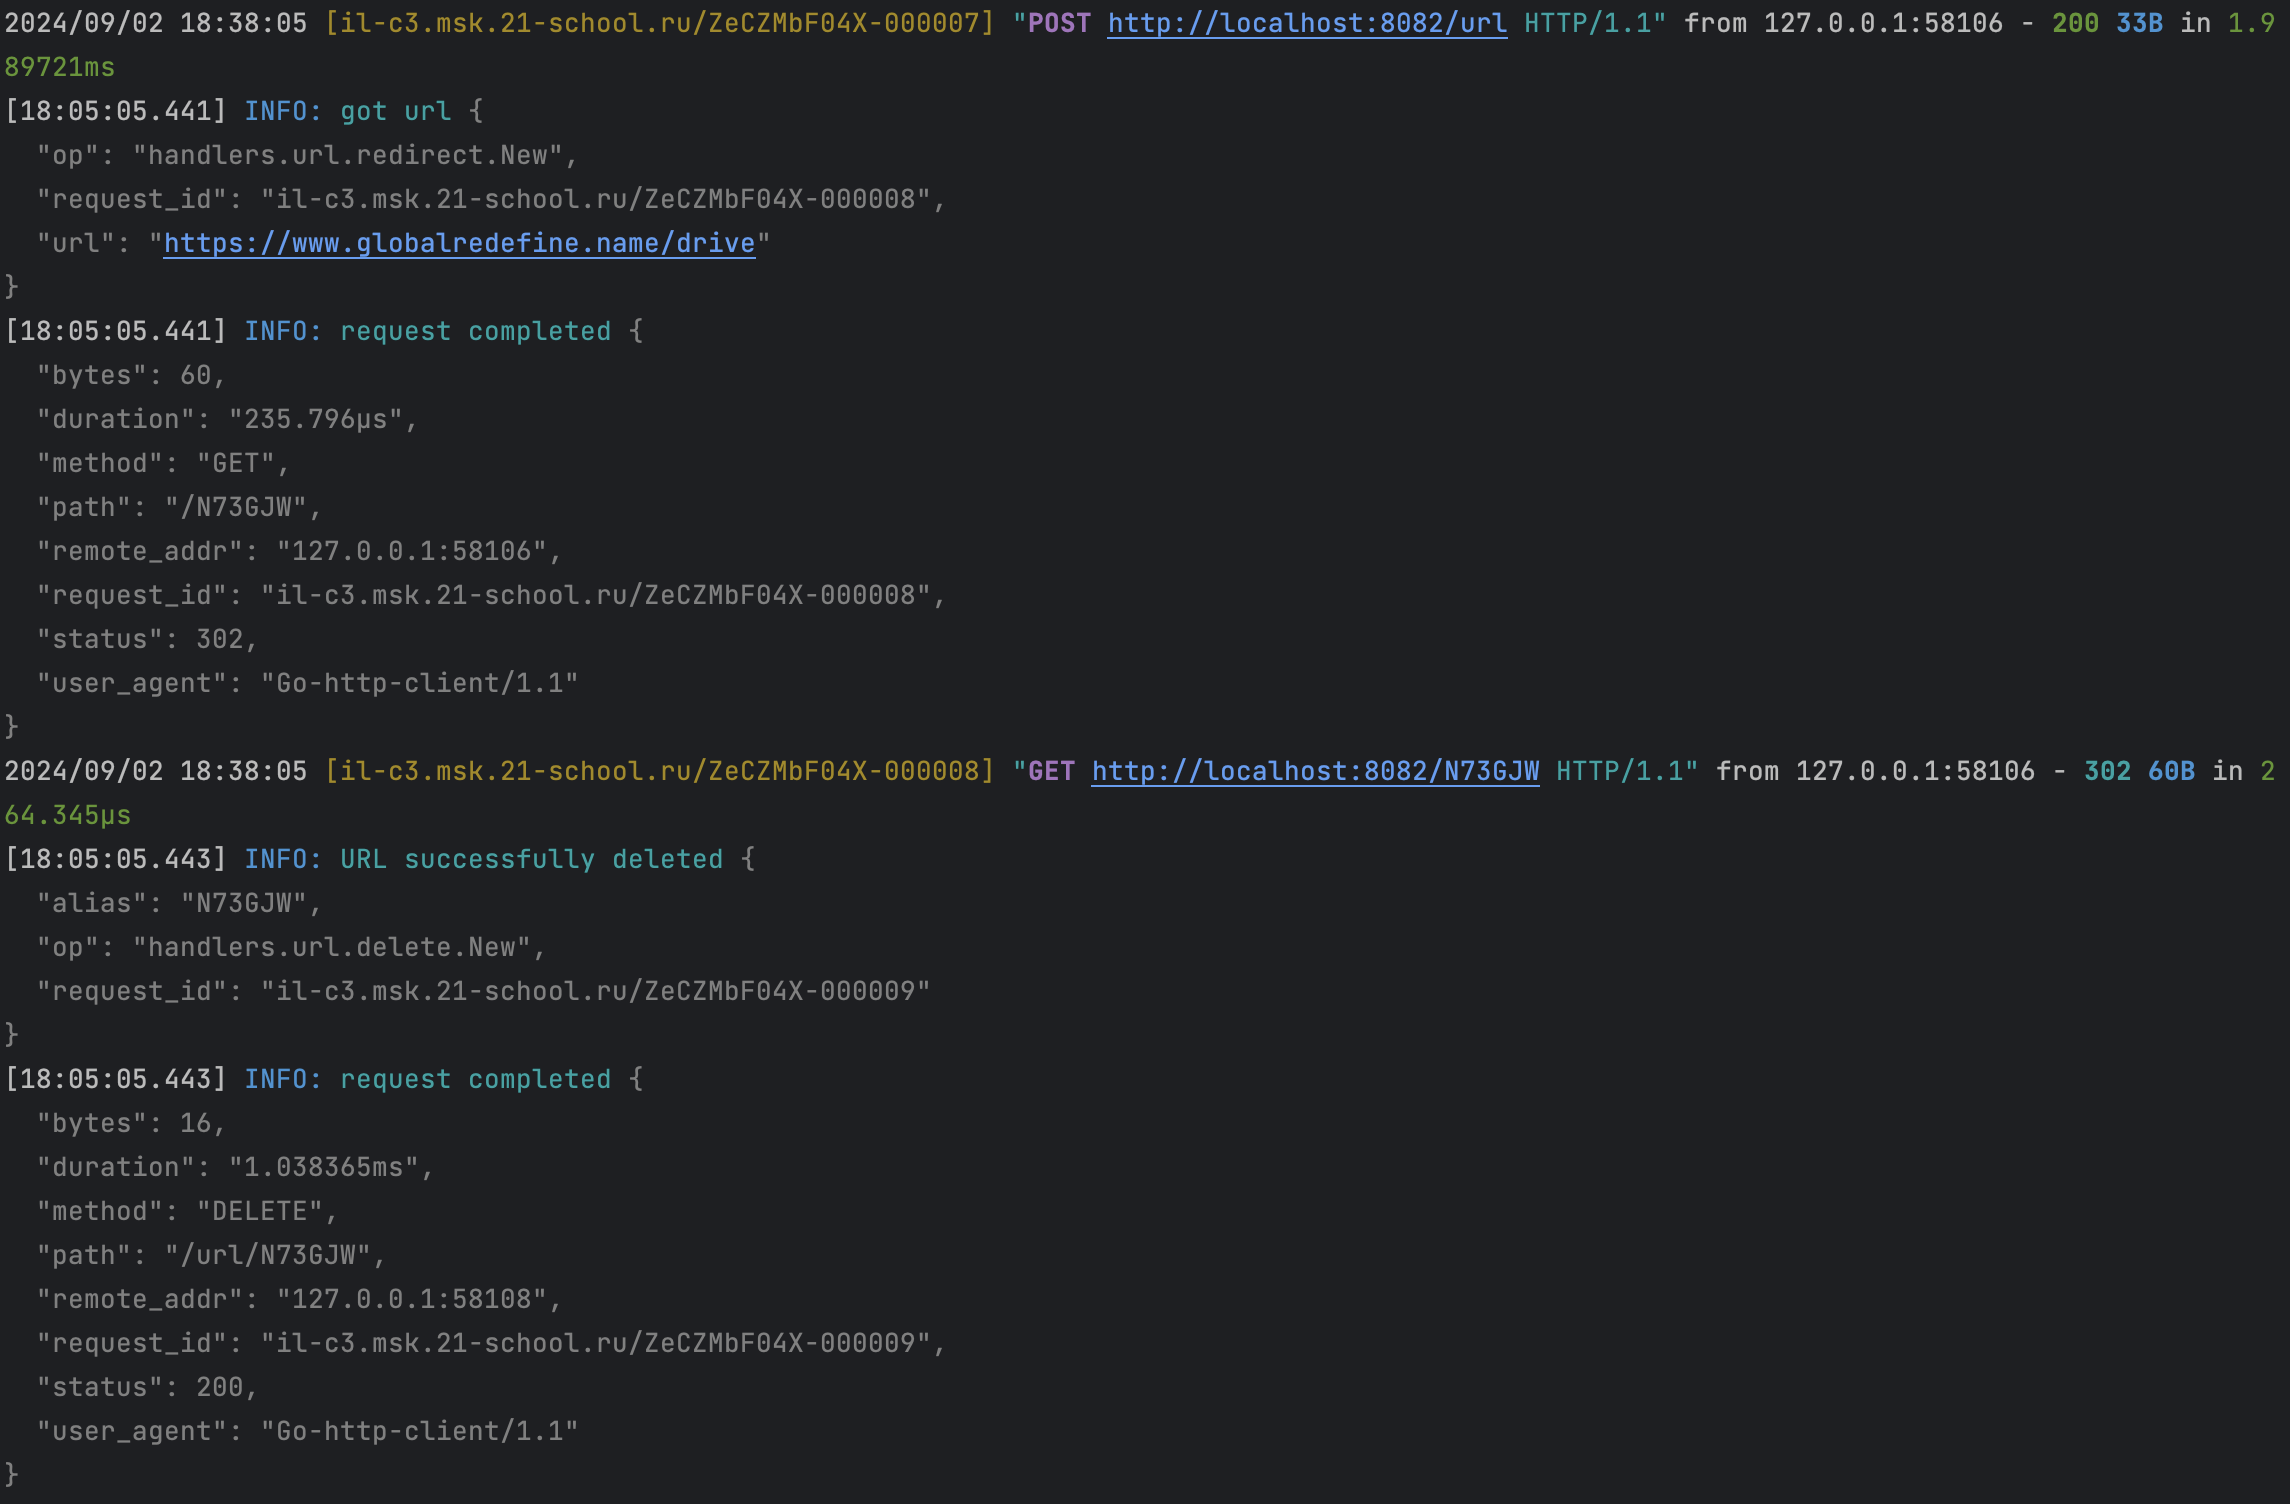 2024/09/02 18:38:05 [il-c3.msk.21-school.ru/ZeCZMbF04X-000007] "POST http://localhost:8082/url HTTP/1.1" from 127.0.0.1:58106 - 200 33B in 1.9
89721ms
[18:05:05.441] INFO: got url {
  "op": "handlers.url.redirect.New",
  "request_id": "il-c3.msk.21-school.ru/ZeCZMbF04X-000008",
  "url": "https://www.globalredefine.name/drive"
}
[18:05:05.441] INFO: request completed {
  "bytes": 60,
  "duration": "235.796µs",
  "method": "GET",
  "path": "/N73GJW",
  "remote_addr": "127.0.0.1:58106",
  "request_id": "il-c3.msk.21-school.ru/ZeCZMbF04X-000008",
  "status": 302,
  "user_agent": "Go-http-client/1.1"
}
2024/09/02 18:38:05 [il-c3.msk.21-school.ru/ZeCZMbF04X-000008] "GET http://localhost:8082/N73GJW HTTP/1.1" from 127.0.0.1:58106 - 302 60B in 2
64.345µs
[18:05:05.443] INFO: URL successfully deleted {
  "alias": "N73GJW",
  "op": "handlers.url.delete.New",
  "request_id": "il-c3.msk.21-school.ru/ZeCZMbF04X-000009"
}
[18:05:05.443] INFO: request completed {
  "bytes": 16,
  "duration": "1.038365ms",
  "method": "DELETE",
  "path": "/url/N73GJW",
  "remote_addr": "127.0.0.1:58108",
  "request_id": "il-c3.msk.21-school.ru/ZeCZMbF04X-000009",
  "status": 200,
  "user_agent": "Go-http-client/1.1"
}